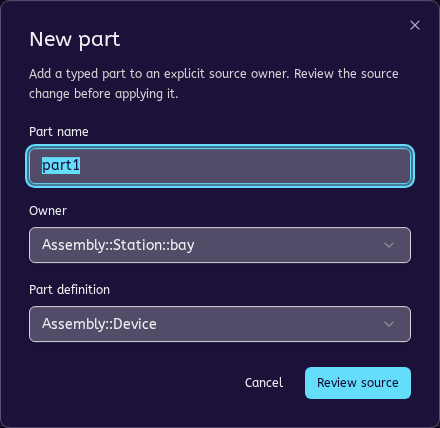 New part
Add a typed part to an explicit source owner. Review the source
change before applying it.
Part name
part1
Owner
Assembly::Station::bay
Part definition
Assembly::Device
Cancel
Review source